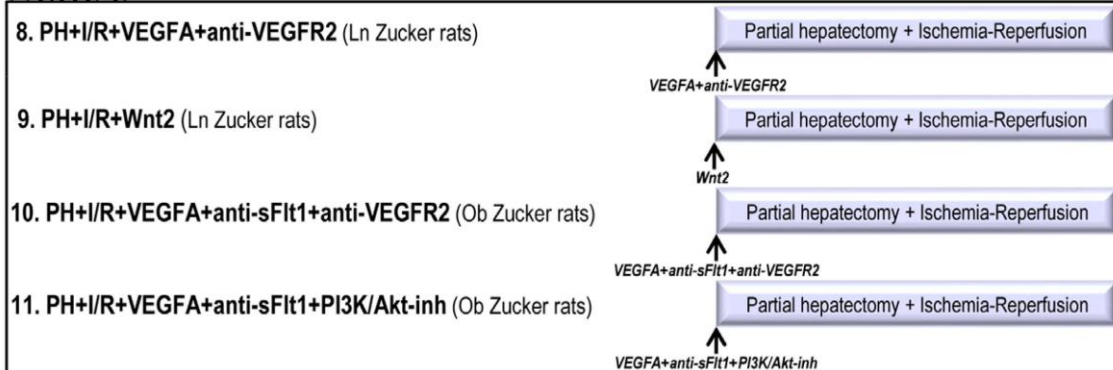 8. PH+I/R+VEGFA+anti-VEGFR2 (Ln Zucker rats)
Partial hepatectomy + Ischemia-Reperfusion
VEGFA+anti-VEGFR2
9. PH+I/R+Wnt2 (Ln Zucker rats)
Partial hepatectomy + Ischemia-Reperfusion
Wnt2
10. PH+I/R+VEGFA+anti-sFlt1+anti-VEGFR2 (Ob Zucker rats)
Partial hepatectomy + Ischemia-Reperfusion
VEGFA+anti-sFlt1+anti-VEGFR2
11. PH+I/R+VEGFA+anti-sFlt1+PI3K/Akt-inh (Ob Zucker rats)
Partial hepatectomy + Ischemia-Reperfusion
VEGFA+anti-sFlt1+PI3K/Akt-inh